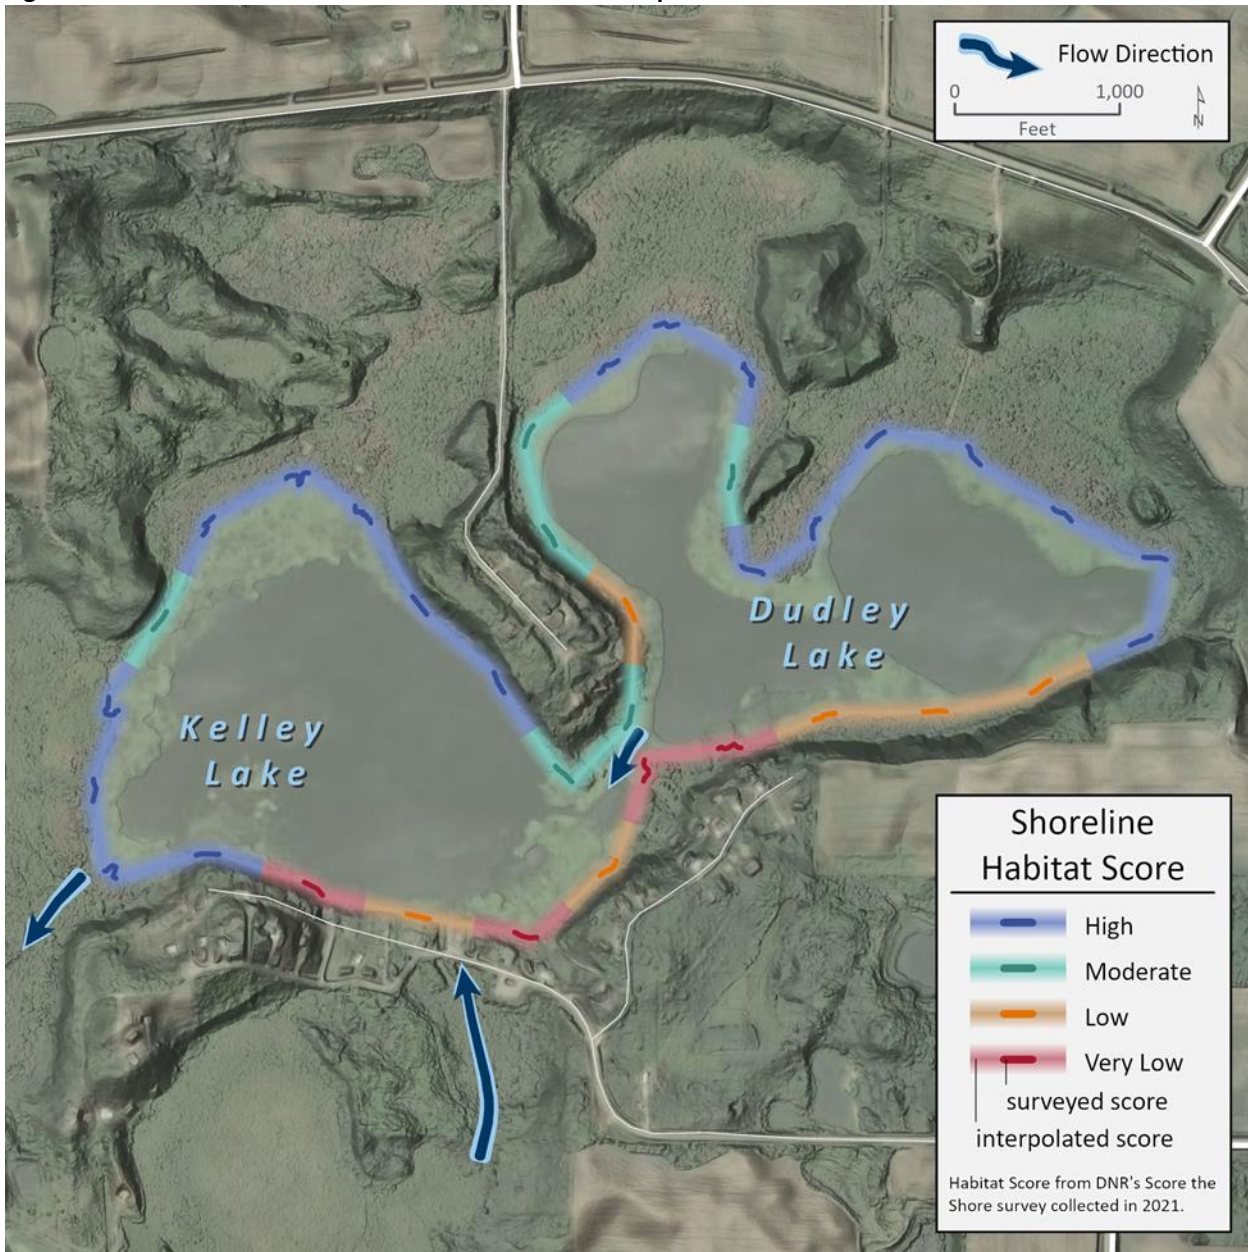 Flow Direction
0 1,000
Feet
N
Dudley
Lake
Kelley
Lake
Shoreline
Habitat Score
High
Moderate
Low
Very Low
surveyed score
interpolated score
Habitat Score from DNR's Score the
Shore survey collected in 2021.